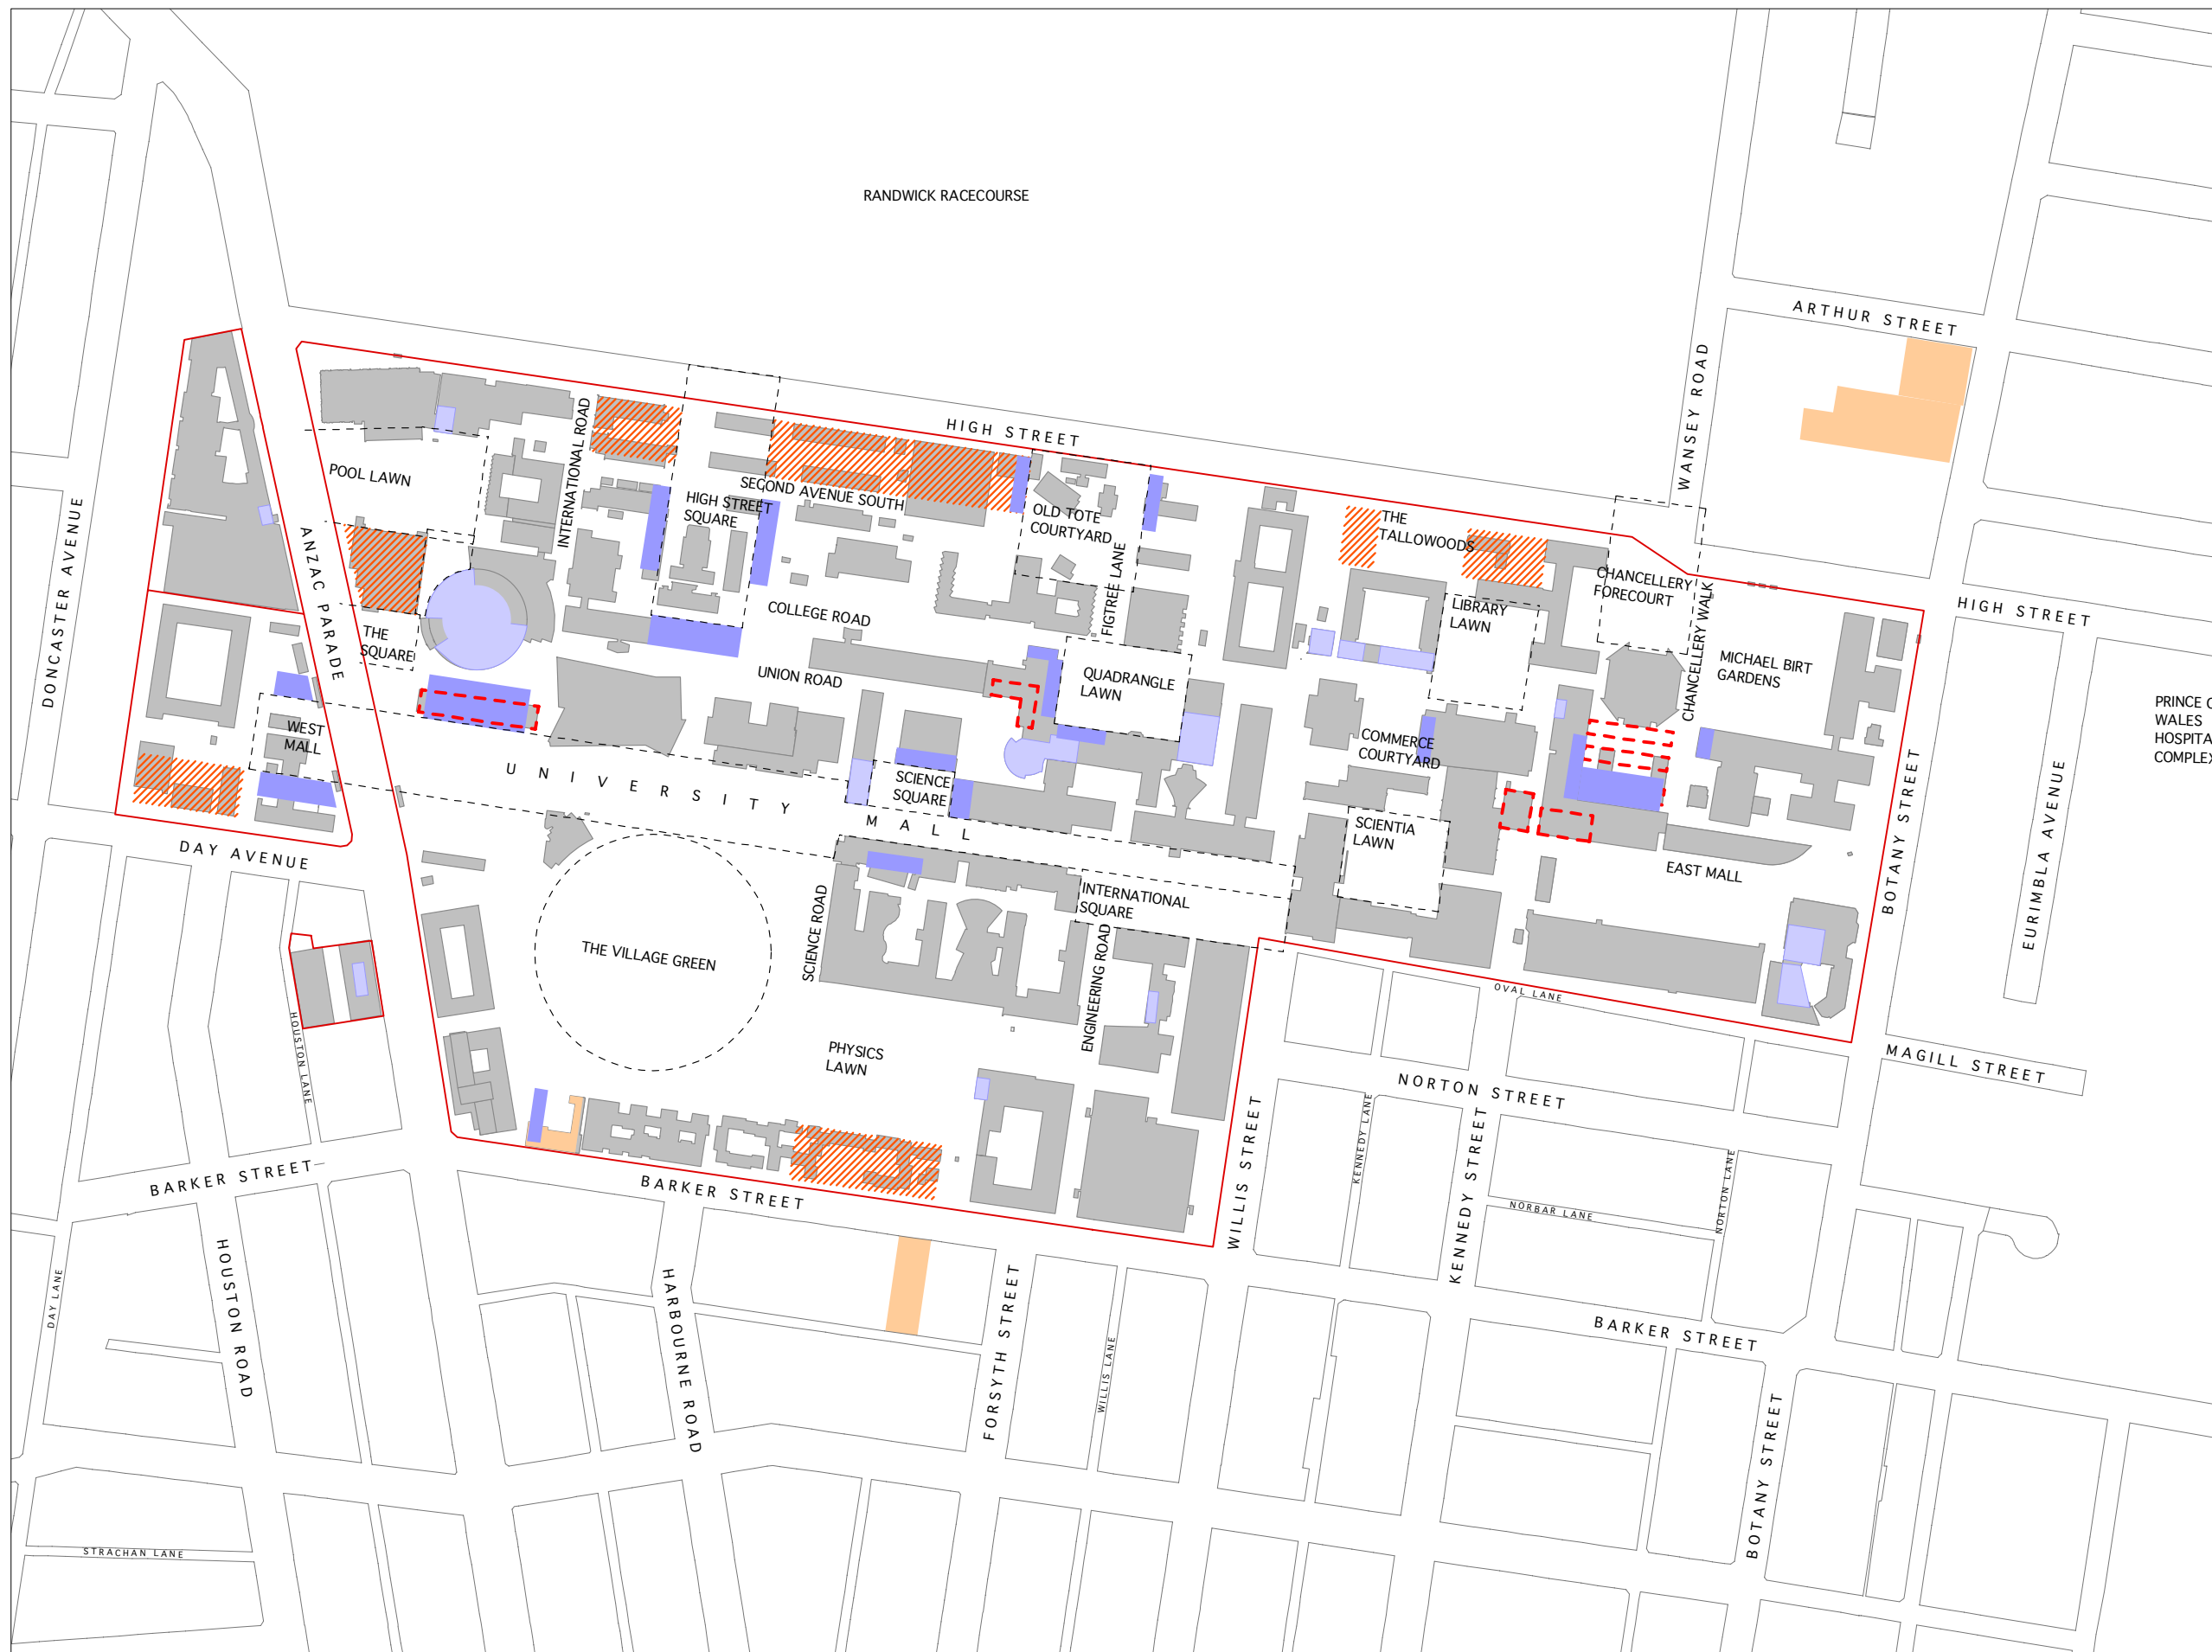 RANDWICK RACECOURSE
ARTHUR STREET
WANSEY ROAD
HIGH STREET
INTERNATIONAL ROAD
POOL LAWN
SECOND AVENUE SOUTH
HIGH STREET
SQUARE
OLD TOTE
COURTYARD
FIGTREE LANE
THE
TALLOWOODS
CHANCELLERY
FORECOURT
CHANCELLERY WALK
LIBRARY
LAWN
HIGH STREET
DONCASTER AVENUE
ANZAC PARADE
THE
SQUARE
COLLEGE ROAD
UNION ROAD
QUADRANGLE
LAWN
MICHAEL BIRT
GARDENS
PRINCE O
WALES
HOSPITA
COMPLEX
WEST
MALL
COMMERCE
COURTYARD
UNIVERSITY
MALL
SCIENCE
SQUARE
SCIENTIA
LAWN
EAST MALL
BOTANY STREET
EURIMBLA AVENUE
DAY AVENUE
INTERNATIONAL
SQUARE
SCIENCE ROAD
ENGINEERING ROAD
THE VILLAGE GREEN
OVAL LANE
HOUSTON LANE
PHYSICS
LAWN
MAGILL STREET
NORTON STREET
WILLIS STREET
KENNEDY LANE
KENNEDY STREET
NORTON LANE
NORBAR LANE
BARKER STREET
BARKER STREET
HOUSTON ROAD
DAY LANE
HARBOURNE ROAD
FORSYTH STREET
WILLIS LANE
BARKER STREET
BOTANY STREET
STRACHAN LANE